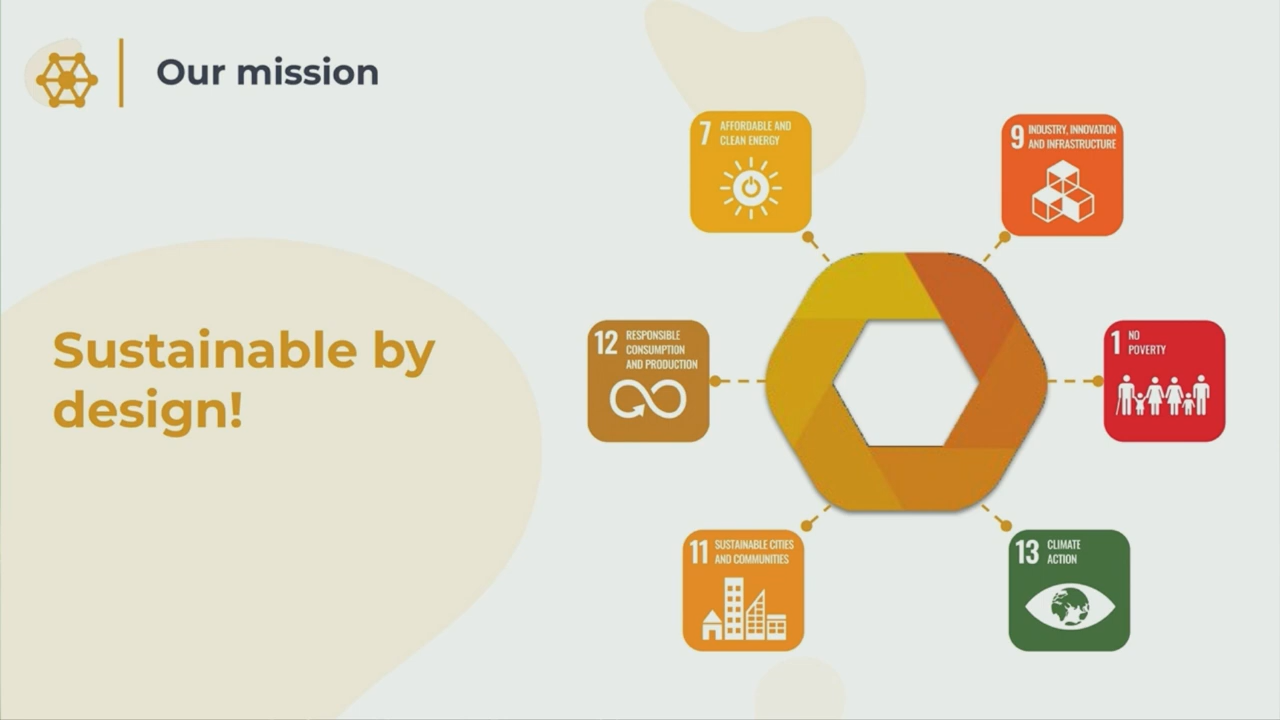 Our mission
Sustainable by
design!
7 AFFORDABLE AND
CLEAN ENERGY
9 INDUSTRY, INNOVATION
AND INFRASTRUCTURE
12 RESPONSIBLE
CONSUMPTION
AND PRODUCTION
1 NO
POVERTY
11 SUSTAINABLE CITIES
AND COMMUNITIES
13 CLIMATE
ACTION